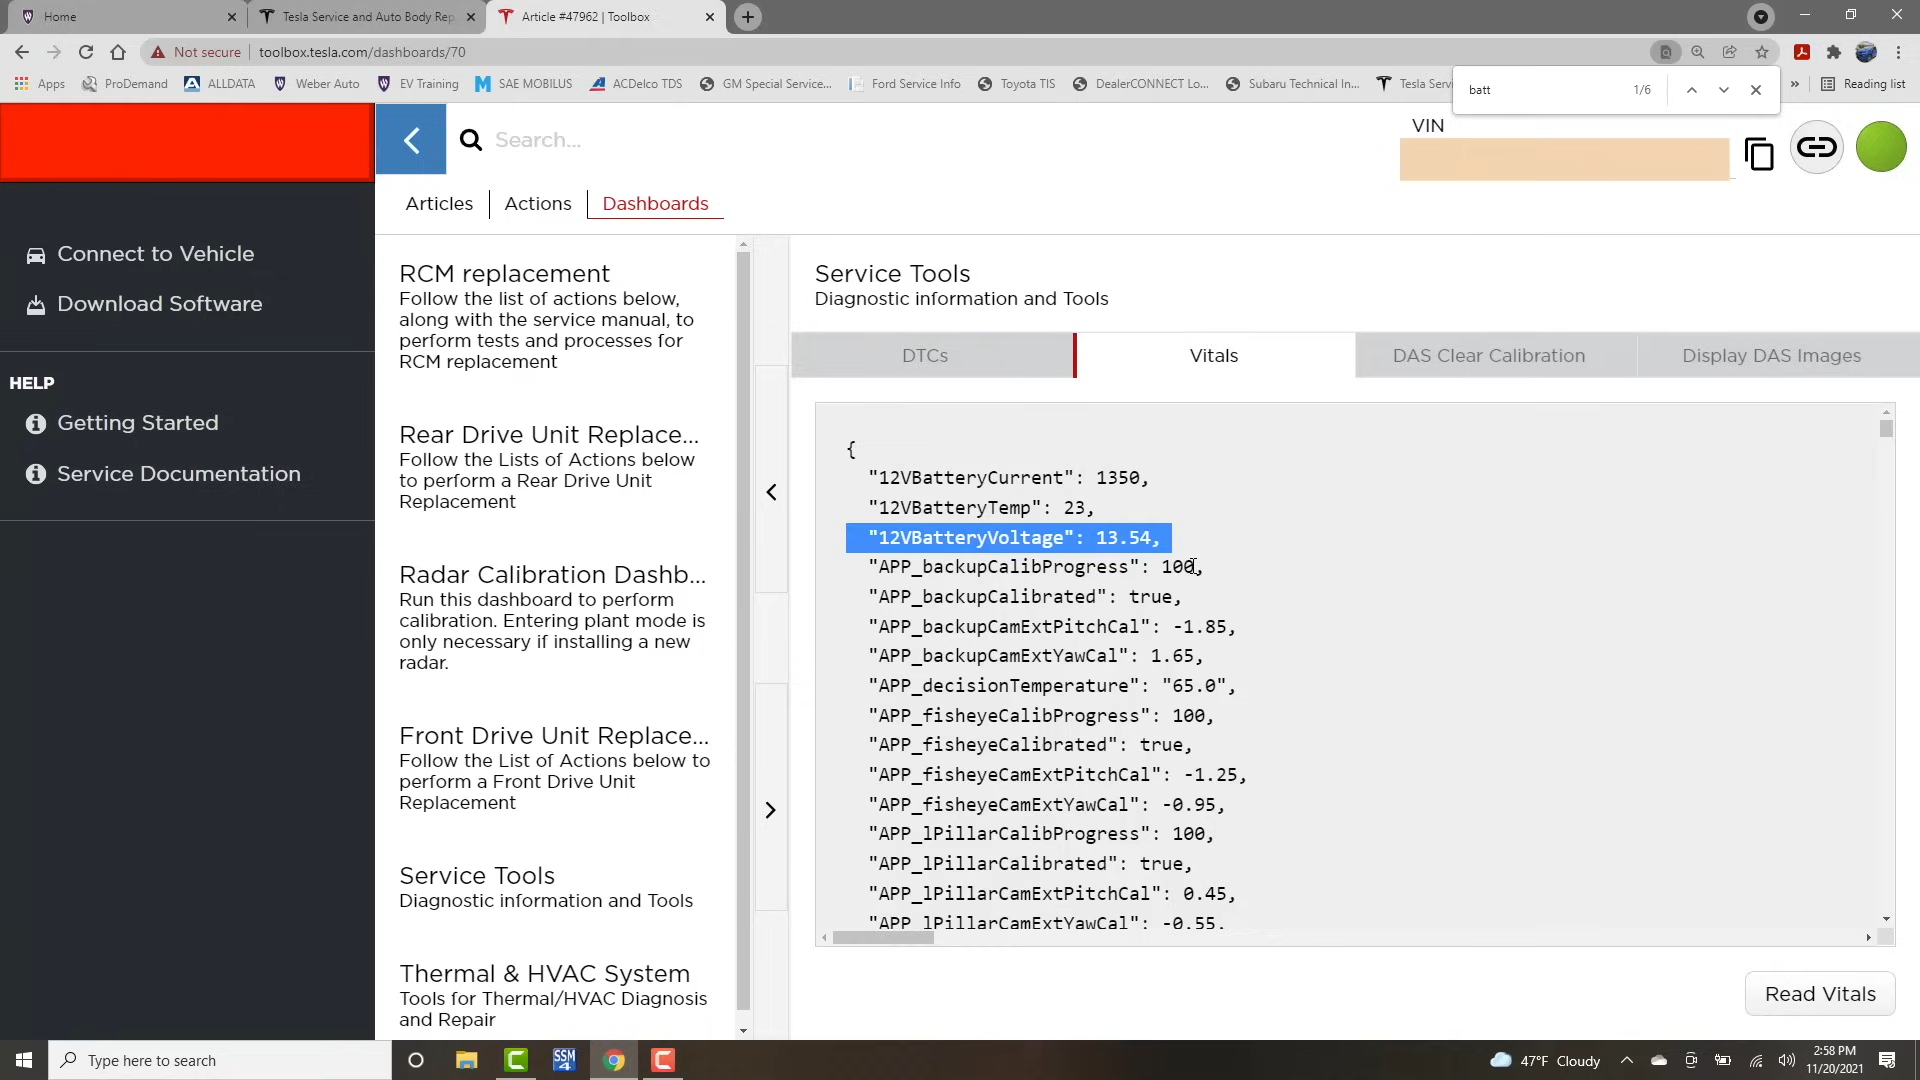 Home
Tesla Service and Auto Body Rep
Article #47962 | Toolbox
Not secure
toolbox.tesla.com/dashboards/70
Apps
ProDemand
ALLDATA
Weber Auto
EV Training
SAE MOBILUS
ACDelco TDS
GM Special Service...
Ford Service Info
Toyota TIS
DealerCONNECT Lo...
Subaru Technical In...
Tesla Servi
Reading list
batt
1/6
Search...
VIN
Articles
Actions
Dashboards
Connect to Vehicle
Download Software
HELP
Getting Started
Service Documentation
RCM replacement
Follow the list of actions below,
along with the service manual, to
perform tests and processes for
RCM replacement
Rear Drive Unit Replace...
Follow the Lists of Actions below
to perform a Rear Drive Unit
Replacement
Radar Calibration Dashb...
Run this dashboard to perform
calibration. Entering plant mode is
only necessary if installing a new
radar.
Front Drive Unit Replace...
Follow the List of Actions below to
perform a Front Drive Unit
Replacement
Service Tools
Diagnostic information and Tools
Thermal & HVAC System
Tools for Thermal/HVAC Diagnosis
and Repair
Service Tools
Diagnostic information and Tools
DTCs
Vitals
DAS Clear Calibration
Display DAS Images
{
"12VBatteryCurrent": 1350,
"12VBatteryTemp": 23,
"12VBatteryVoltage": 13.54,
"APP_backupCalibProgress": 100,
"APP_backupCalibrated": true,
"APP_backupCamExtPitchCal": -1.85,
"APP_backupCamExtYawCal": 1.65,
"APP_decisionTemperature": "65.0",
"APP_fisheyeCalibProgress": 100,
"APP_fisheyeCalibrated": true,
"APP_fisheyeCamExtPitchCal": -1.25,
"APP_fisheyeCamExtYawCal": -0.95,
"APP_lPillarCalibProgress": 100,
"APP_lPillarCalibrated": true,
"APP_lPillarCamExtPitchCal": 0.45,
"APP_lPillarCamExtYawCal": -0.55,
Read Vitals
Type here to search
SSM
4
47°F Cloudy
2:58 PM
11/20/2021